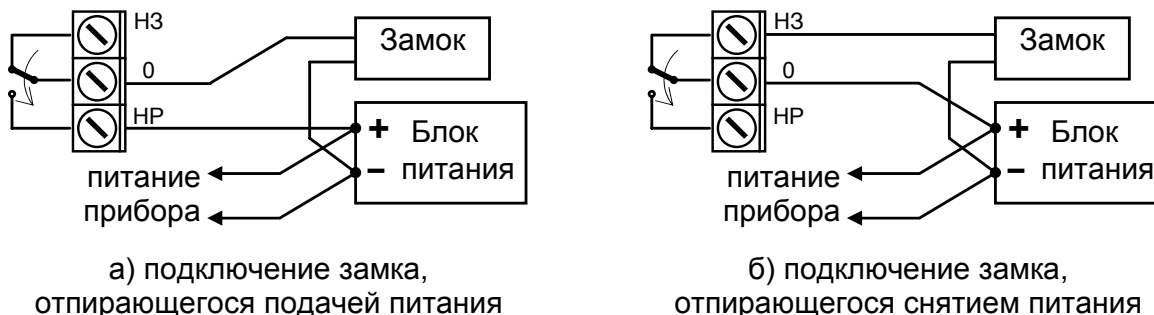 НЗ
0
НР
Замок
+ Блок
– питания
питание
прибора
а) подключение замка,
отпирающегося подачей питания
НЗ
0
НР
Замок
+ Блок
– питания
питание
прибора
б) подключение замка,
отпирающегося снятием питания